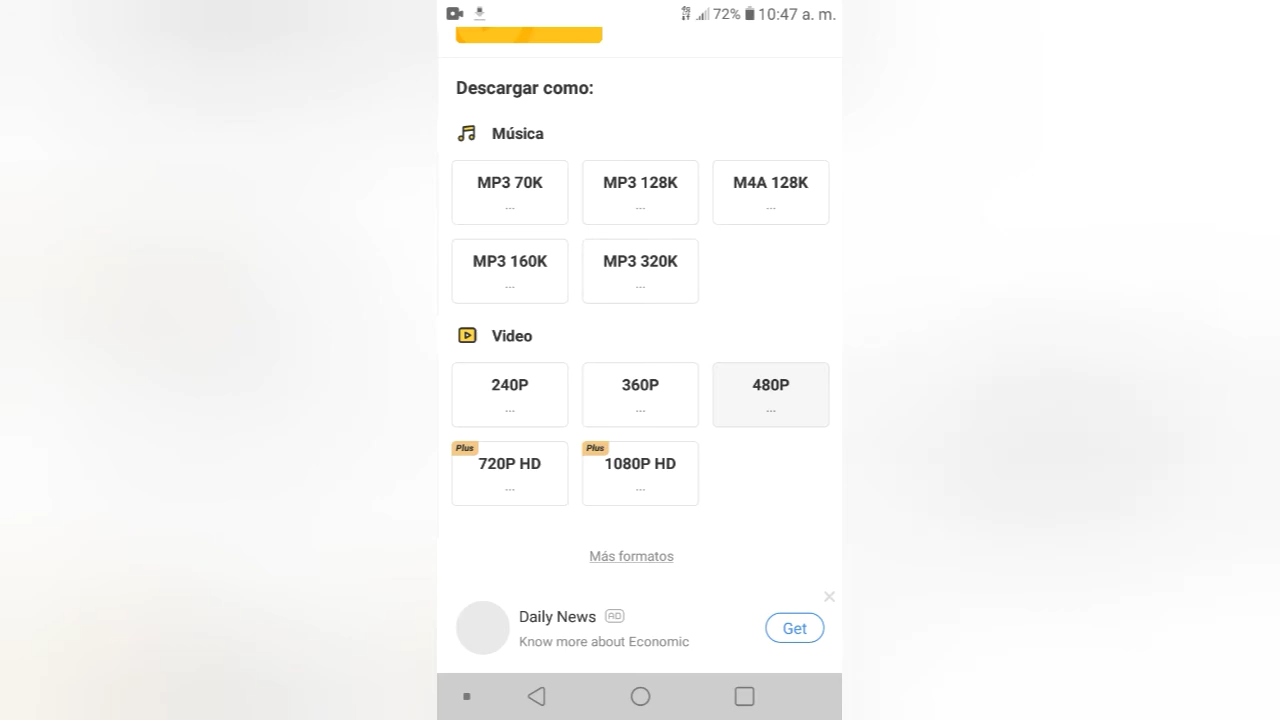 72% 10:47 a. m.
Descargar como:
Música
MP3 70K
...
MP3 128K
...
M4A 128K
...
MP3 160K
...
MP3 320K
...
Video
240P
...
360P
...
480P
...
Plus
720P HD
...
Plus
1080P HD
...
Más formatos
Daily News AD
Know more about Economic
Get